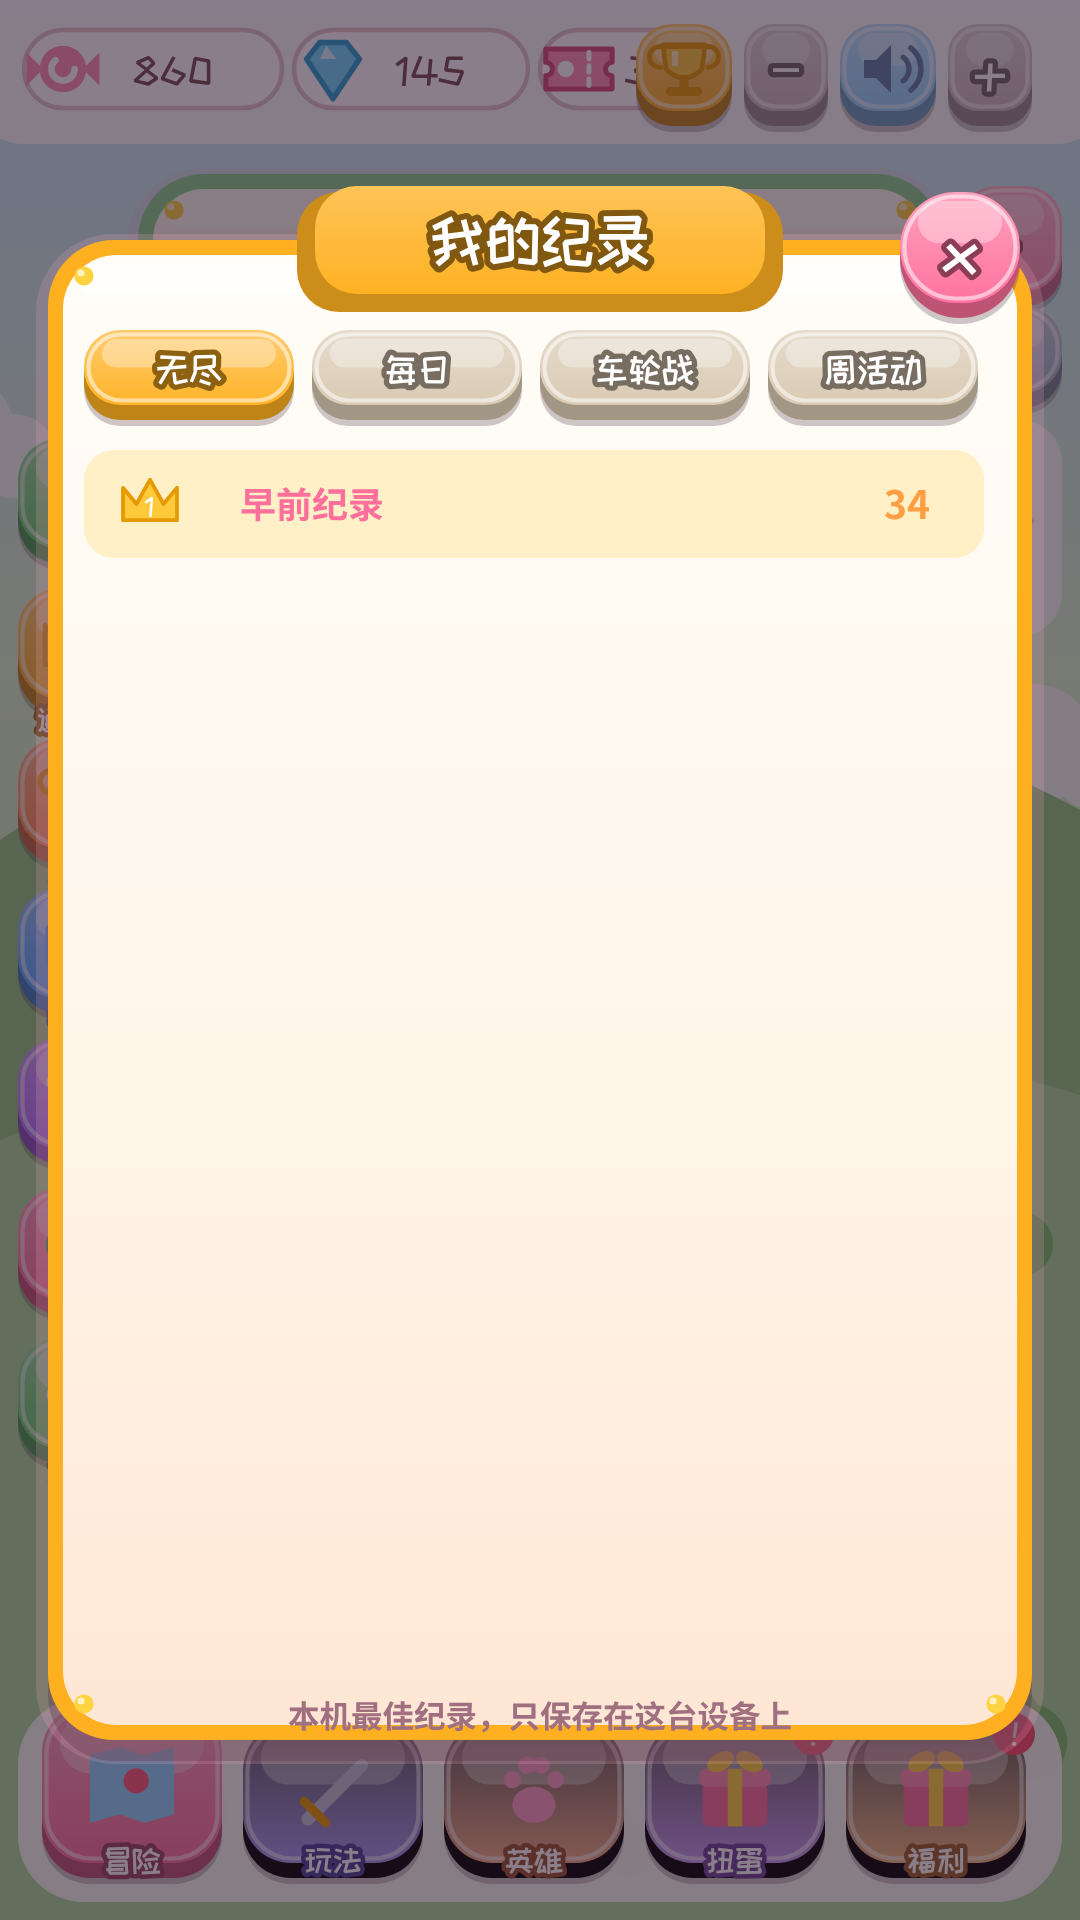 860
145
我的纪录
×
无尽
每日
车轮战
周活动
1
早前纪录
34
本机最佳纪录，只保存在这台设备上
冒险
玩法
英雄
扭蛋
福利